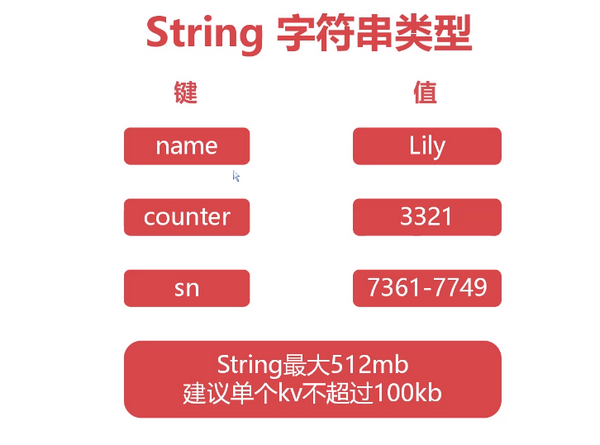 String 字符串类型
键 值
name Lily
counter 3321
sn 7361-7749
String最大512mb
建议单个kv不超过100kb